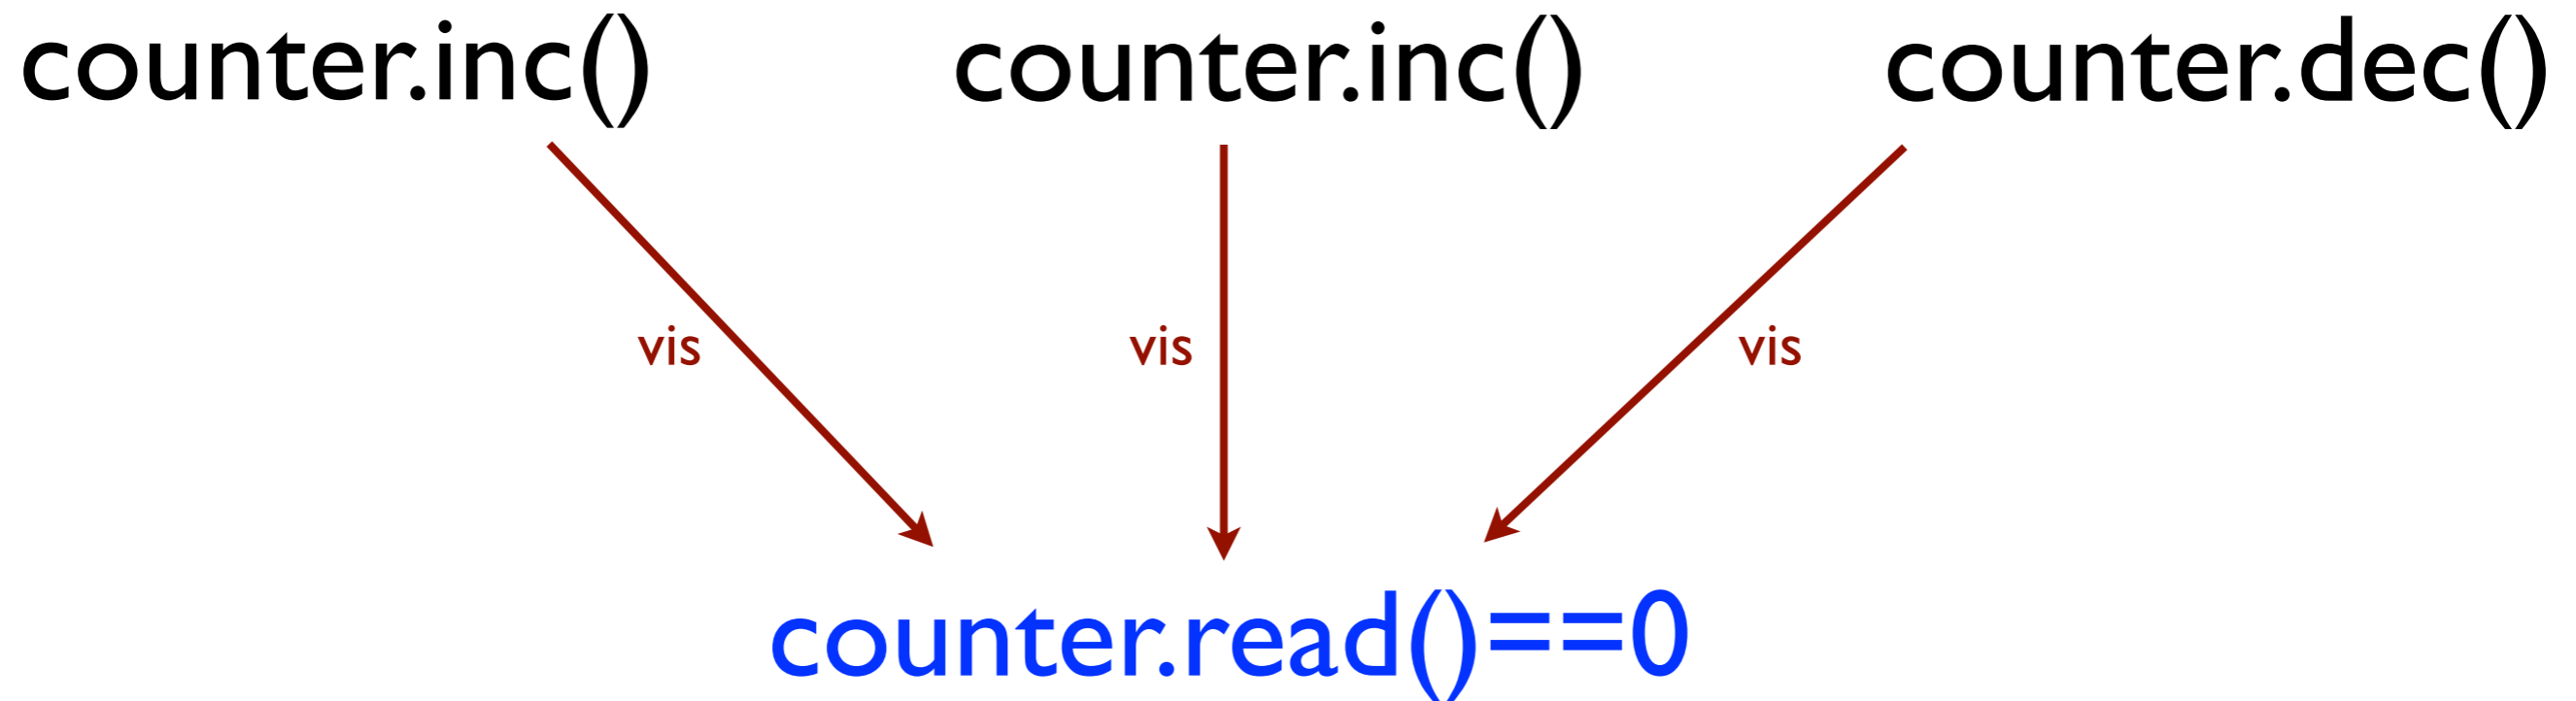 counter.inc() counter.inc() counter.dec()
vis vis vis
counter.read()==0